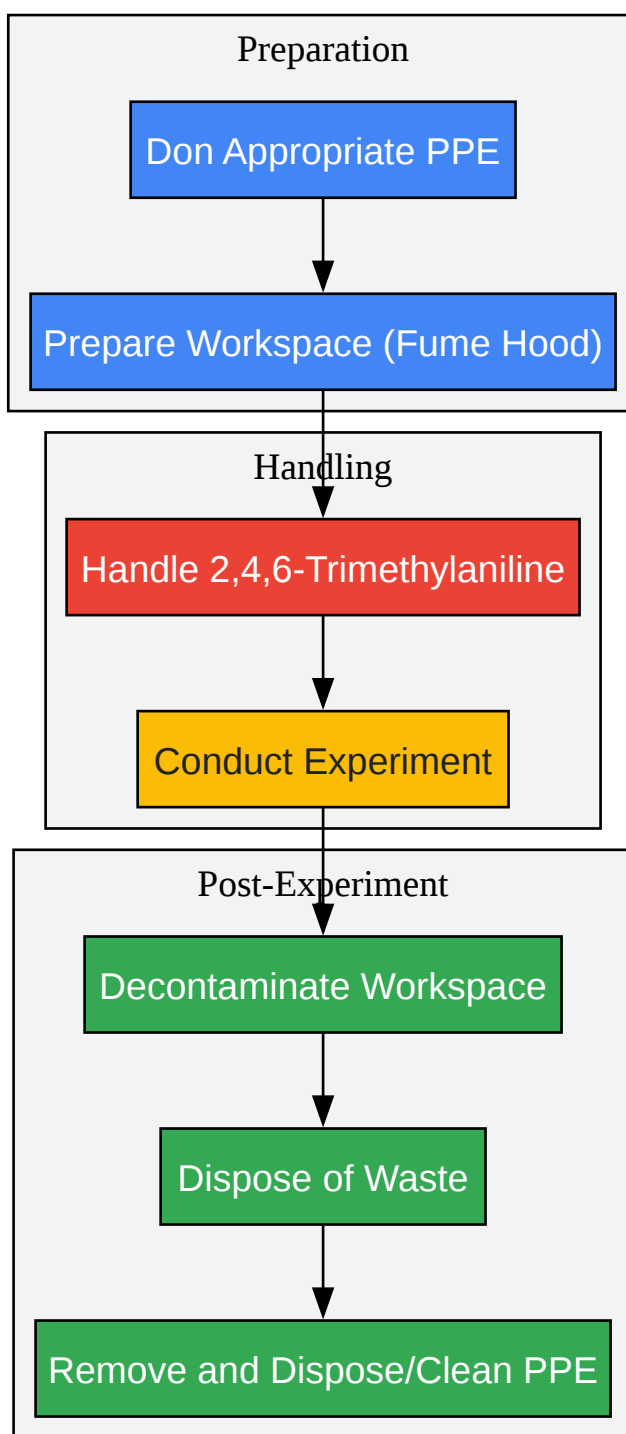 Preparation
Don Appropriate PPE
Prepare Workspace (Fume Hood)
Handling
Handle 2,4,6-Trimethylaniline
Conduct Experiment
Post-Experiment
Decontaminate Workspace
Dispose of Waste
Remove and Dispose/Clean PPE